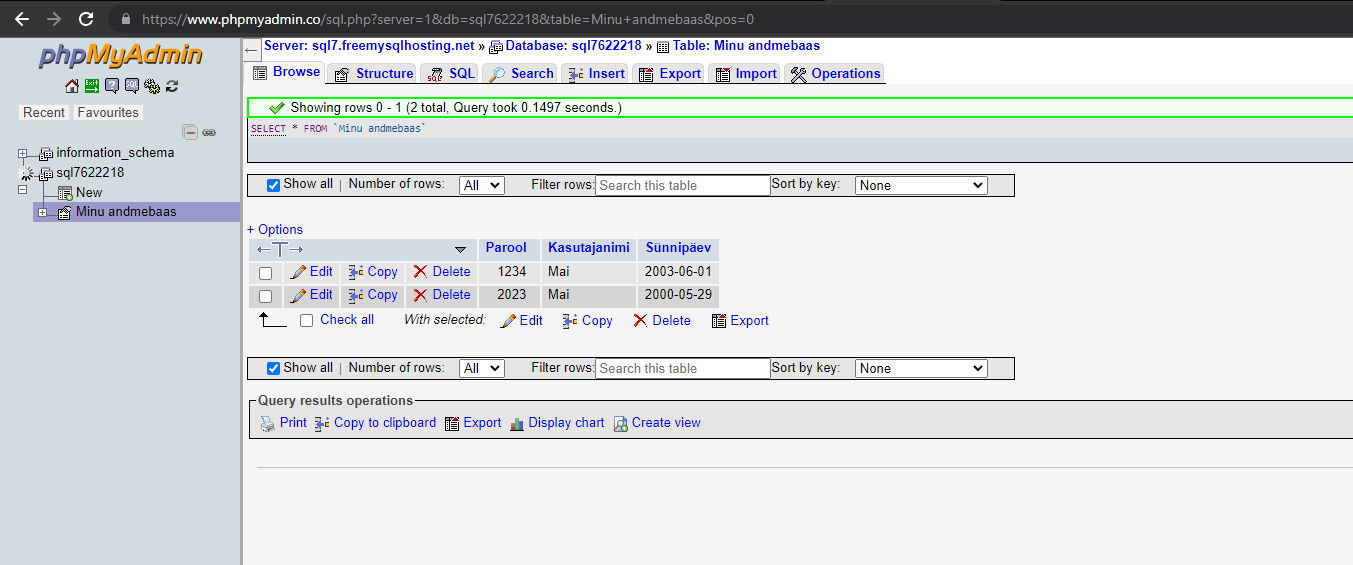 https://www.phpmyadmin.co/sql.php?server=1&db=sql7622218&table=Minu+andmebaas&pos=0
phpMyAdmin
Recent Favourites
information_schema
sql7622218
New
Minu andmebaas
Server: sql7.freemysqlhosting.net » Database: sql7622218 » Table: Minu andmebaas
Browse Structure SQL Search Insert Export Import Operations
Showing rows 0 - 1 (2 total, Query took 0.1497 seconds.)
SELECT * FROM `Minu andmebaas`
Show all | Number of rows: All Filter rows: Search this table Sort by key: None
+ Options
Parool Kasutajanimi Sünnipäev
Edit Copy Delete 1234 Mai 2003-06-01
Edit Copy Delete 2023 Mai 2000-05-29
Check all With selected: Edit Copy Delete Export
Show all | Number of rows: All Filter rows: Search this table Sort by key: None
Query results operations
Print Copy to clipboard Export Display chart Create view